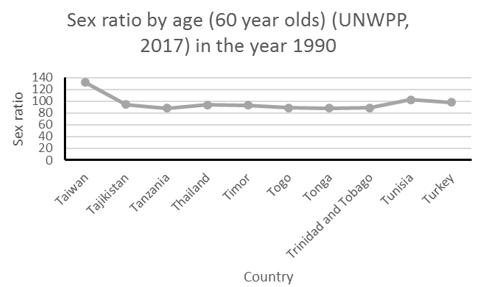 Sex ratio by age (60 year olds) (UNWPP,
2017) in the year 1990
140
120
100
80
60
40
20
0
Sex ratio
Taiwan
Tajikistan
Tanzania
Thailand
Timor
Togo
Tonga
Trinidad and Tobago
Tunisia
Turkey
Country